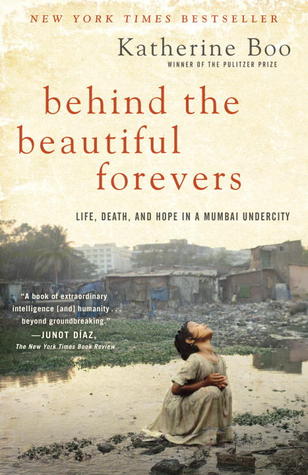 NEW YORK TIMES BESTSELLER
Katherine Boo
WINNER OF THE PULITZER PRIZE
behind the
beautiful
forevers
LIFE, DEATH, AND HOPE IN A MUMBAI UNDERCITY
"A book of extraordinary
intelligence [and] humanity . . .
beyond groundbreaking."
—JUNOT DÍAZ,
The New York Times Book Review